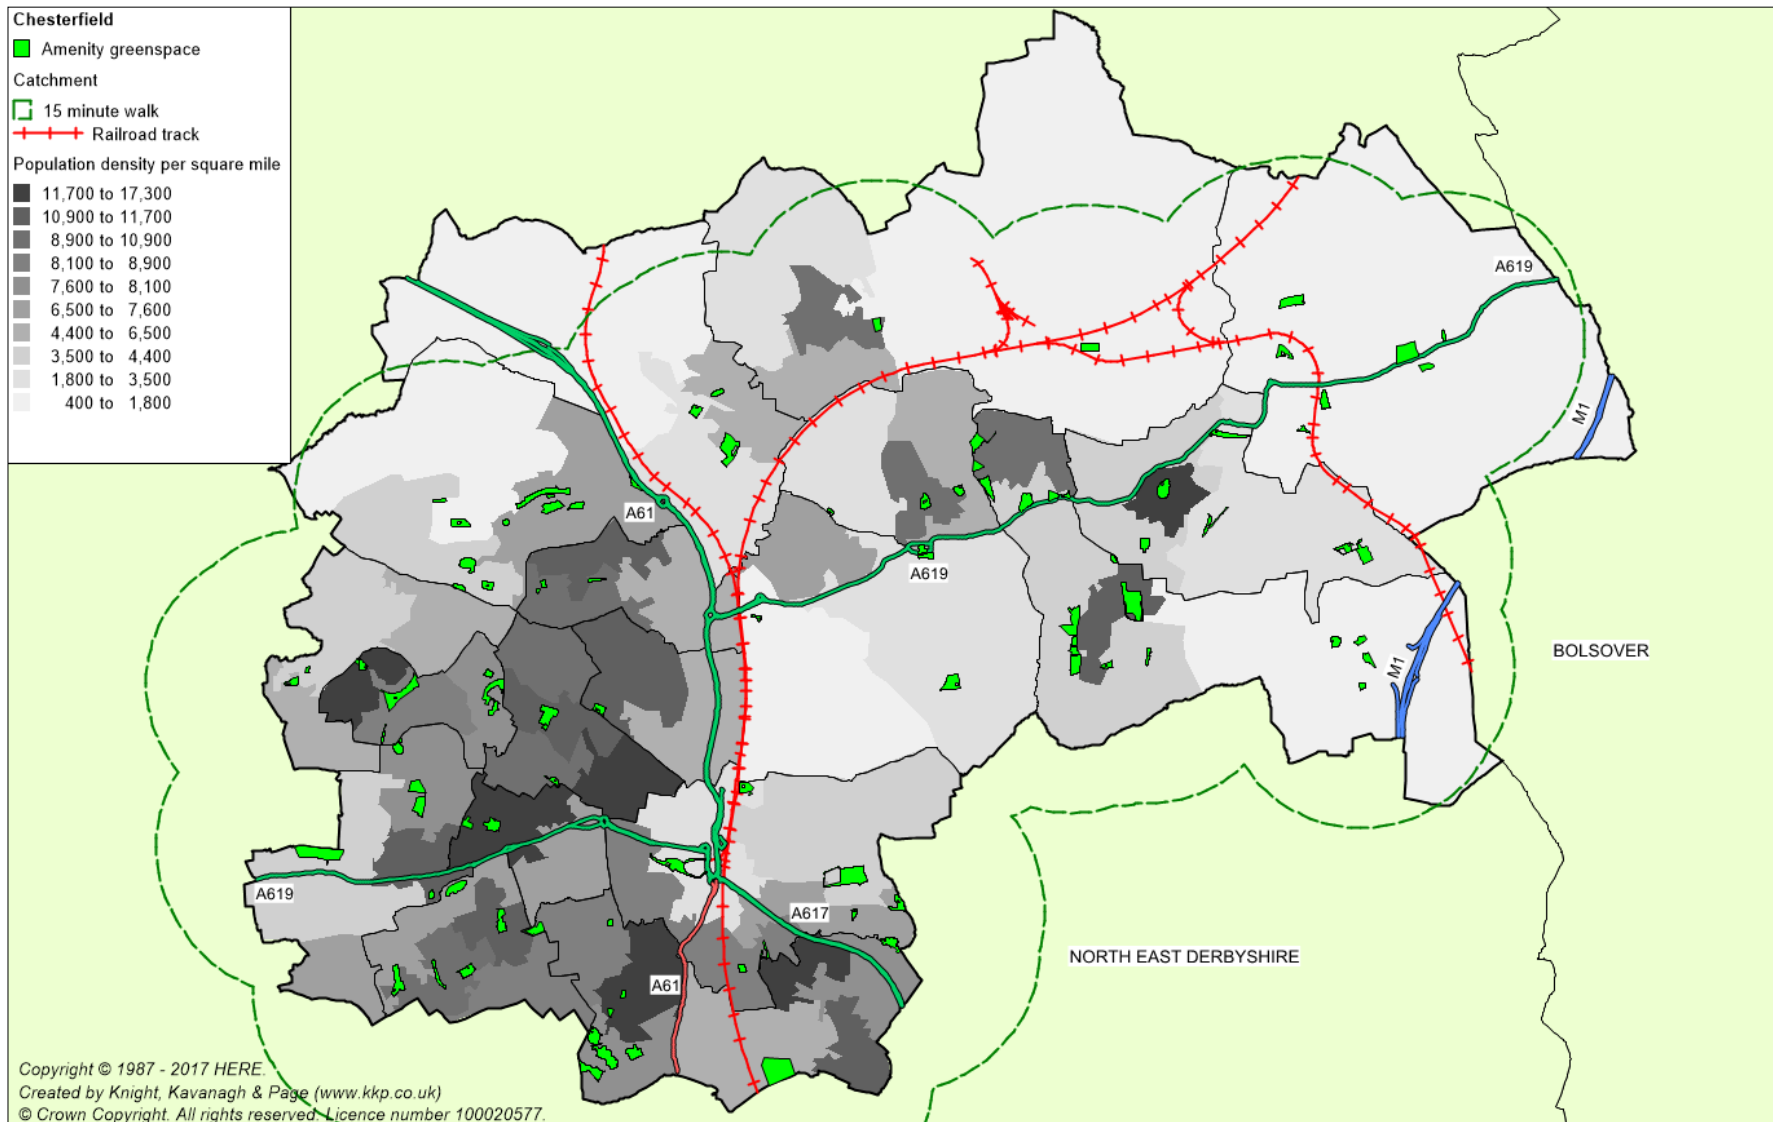 Chesterfield
Amenity greenspace
Catchment
15 minute walk
Railroad track
Population density per square mile
11,700 to 17,300
10,900 to 11,700
8,900 to 10,900
8,100 to 8,900
7,600 to 8,100
6,500 to 7,600
4,400 to 6,500
3,500 to 4,400
1,800 to 3,500
400 to 1,800
A619
M1
A61
A619
BOLSOVER
M1
A619
A617
NORTH EAST DERBYSHIRE
A61
Copyright © 1987 - 2017 HERE.
Created by Knight, Kavanagh & Page (www.kkp.co.uk)
© Crown Copyright. All rights reserved. Licence number 100020577.